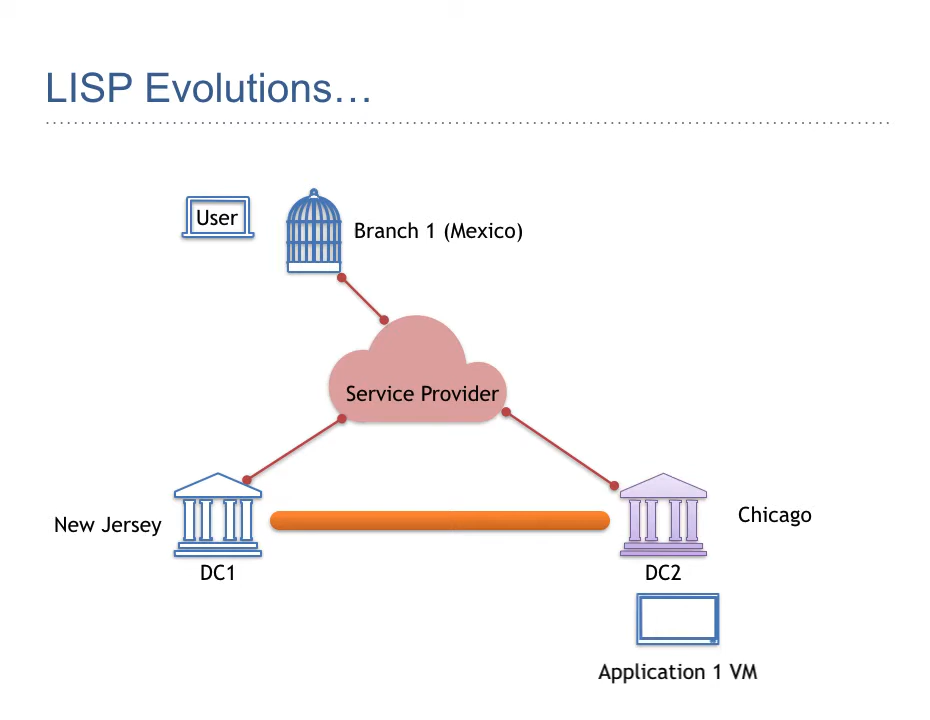 LISP Evolutions…
User
Branch 1 (Mexico)
Service Provider
New Jersey
Chicago
DC1
DC2
Application 1 VM